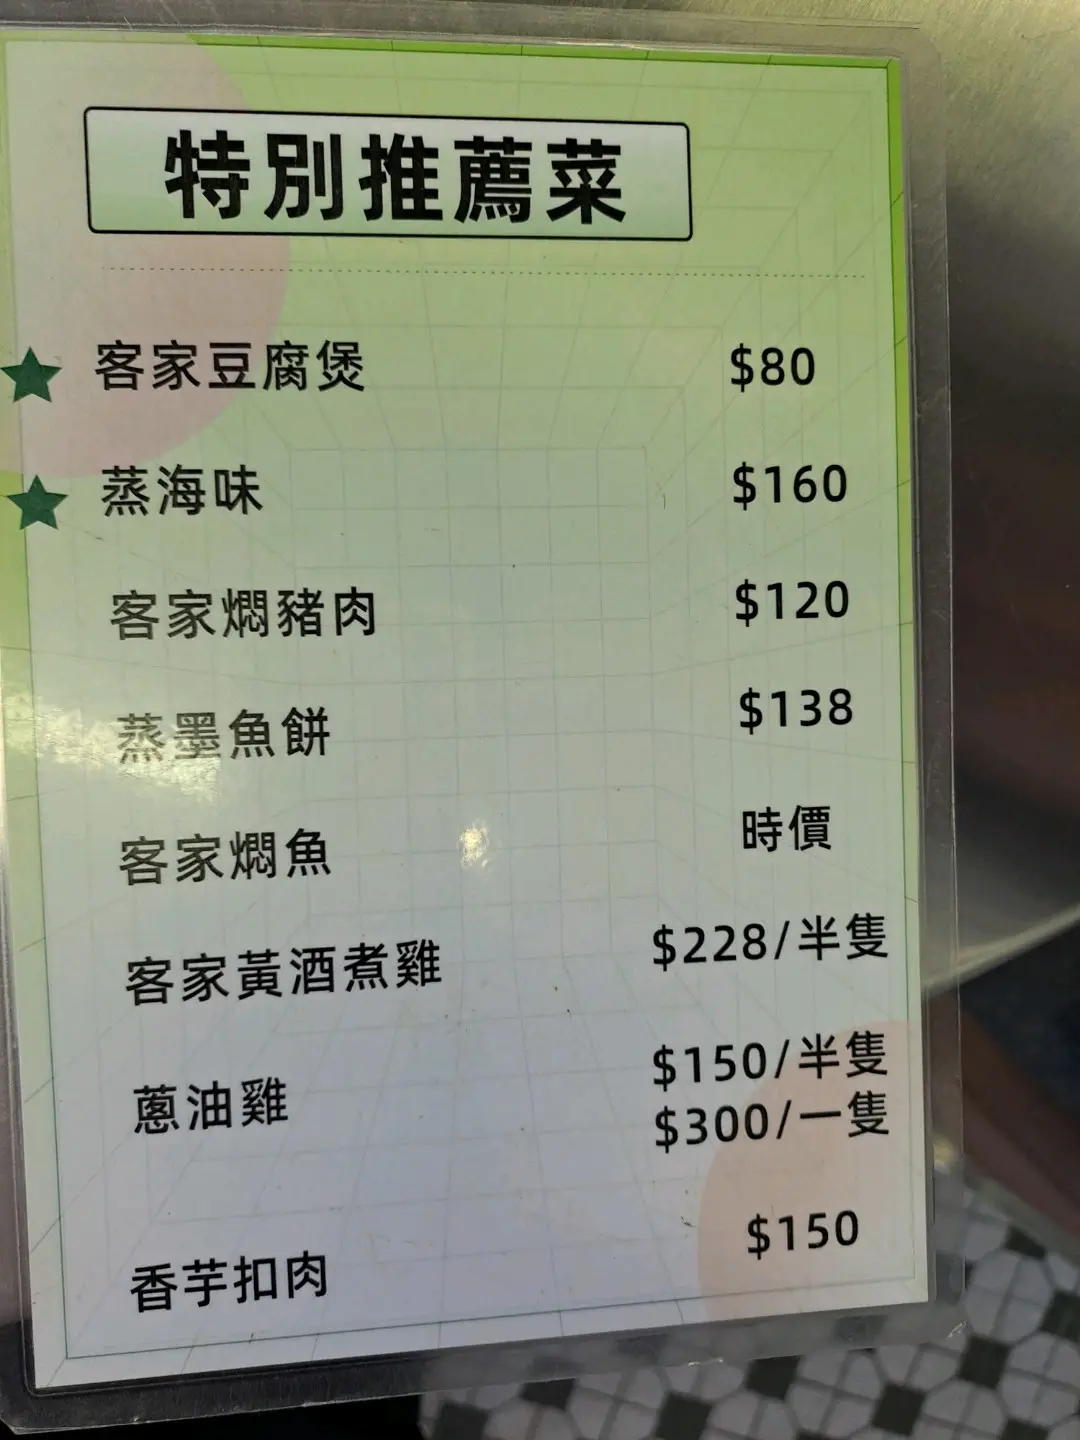 特別推薦菜
客家豆腐煲 $80
蒸海味 $160
客家燜豬肉 $120
蒸墨魚餅 $138
客家燜魚 時價
客家黃酒煮雞 $228/半隻
蔥油雞 $150/半隻
$300/一隻
香芋扣肉 $150